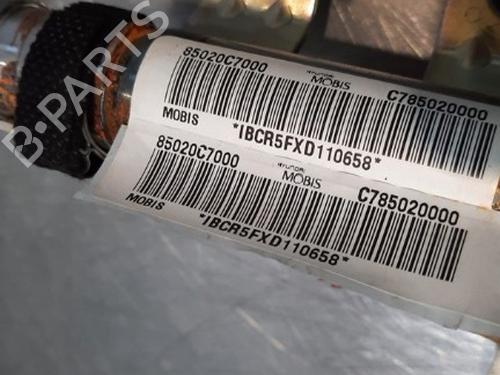 85020C7000 HYUNDAI MOBIS C785020000
MOBIS *IBCR5FXD110658*
85020C7000 HYUNDAI MOBIS C785020000
MOBIS *IBCR5FXD110658*
B-PARTS